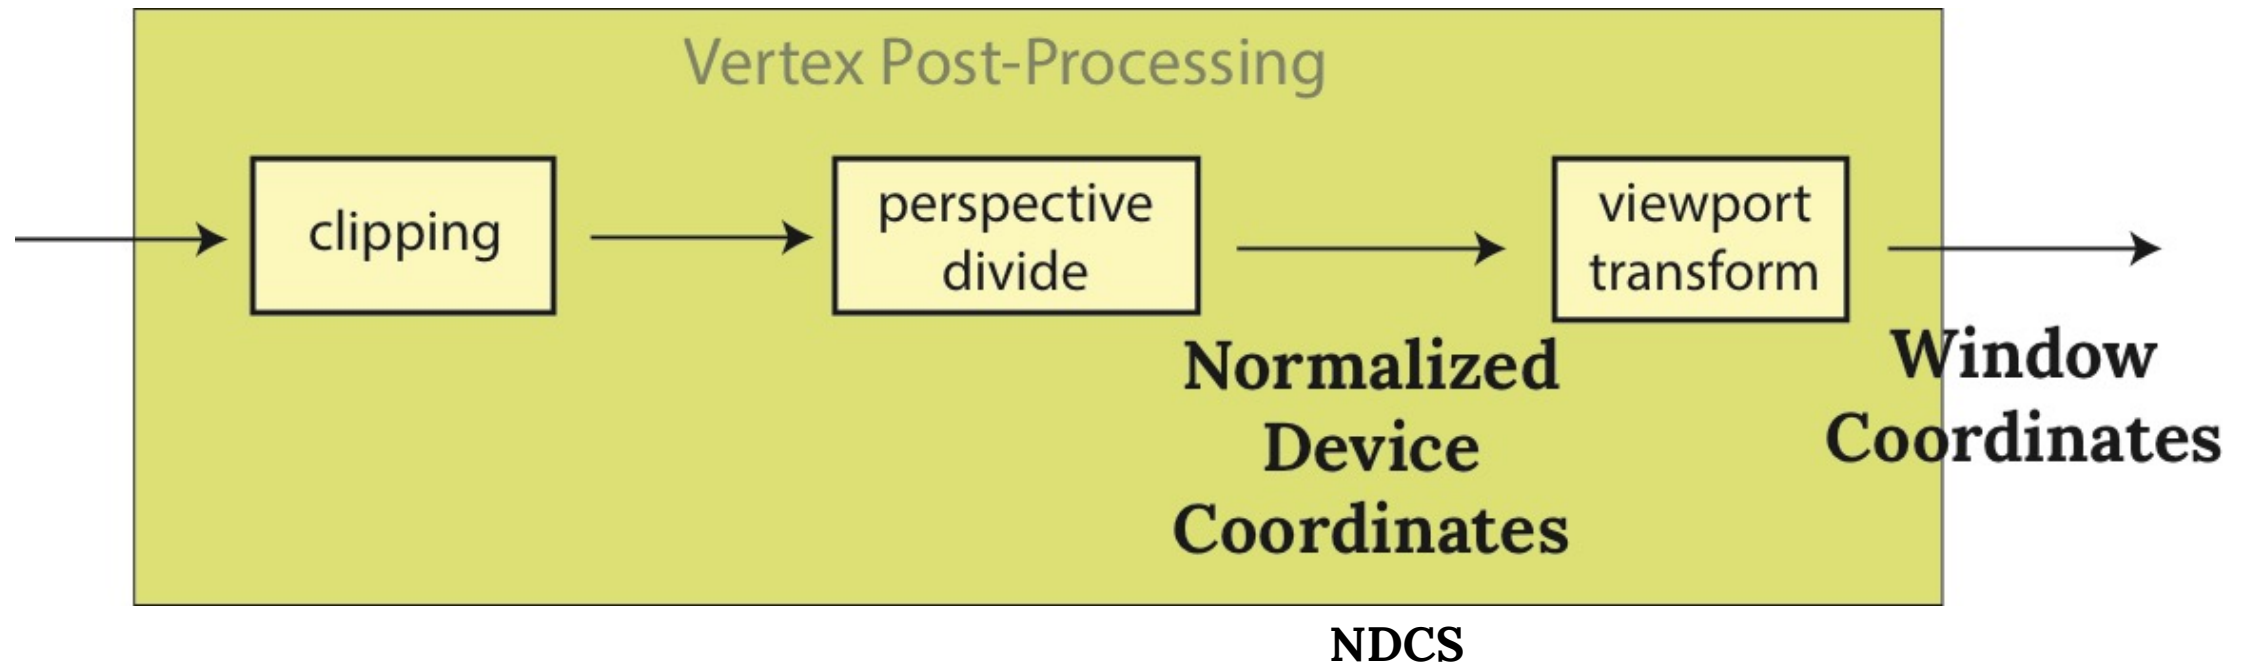 Vertex Post-Processing
clipping
perspective
divide
viewport
transform
Normalized
Device
Coordinates
Window
Coordinates
NDCS